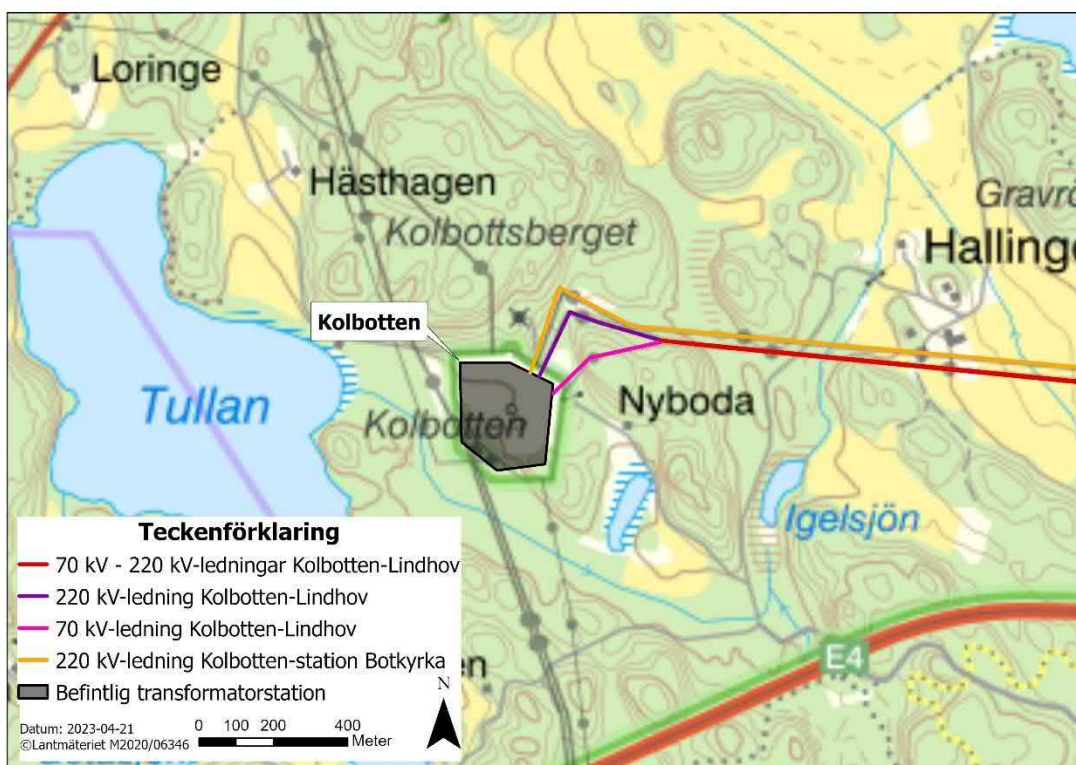 Loringe
Hästhagen
Kolbottsberget
Gravrö
Hallinge
Kolbotten
Tullan
Kolbotten
Nyboda
Igelsjön
E4
en
Teckenförklaring
70 kV - 220 kV-ledningar Kolbotten-Lindhov
220 kV-ledning Kolbotten-Lindhov
70 kV-ledning Kolbotten-Lindhov
220 kV-ledning Kolbotten-station Botkyrka
Befintlig transformatorstation
N
Datum: 2023-04-21
©Lantmäteriet M2020/06346
0 100 200 400
Meter